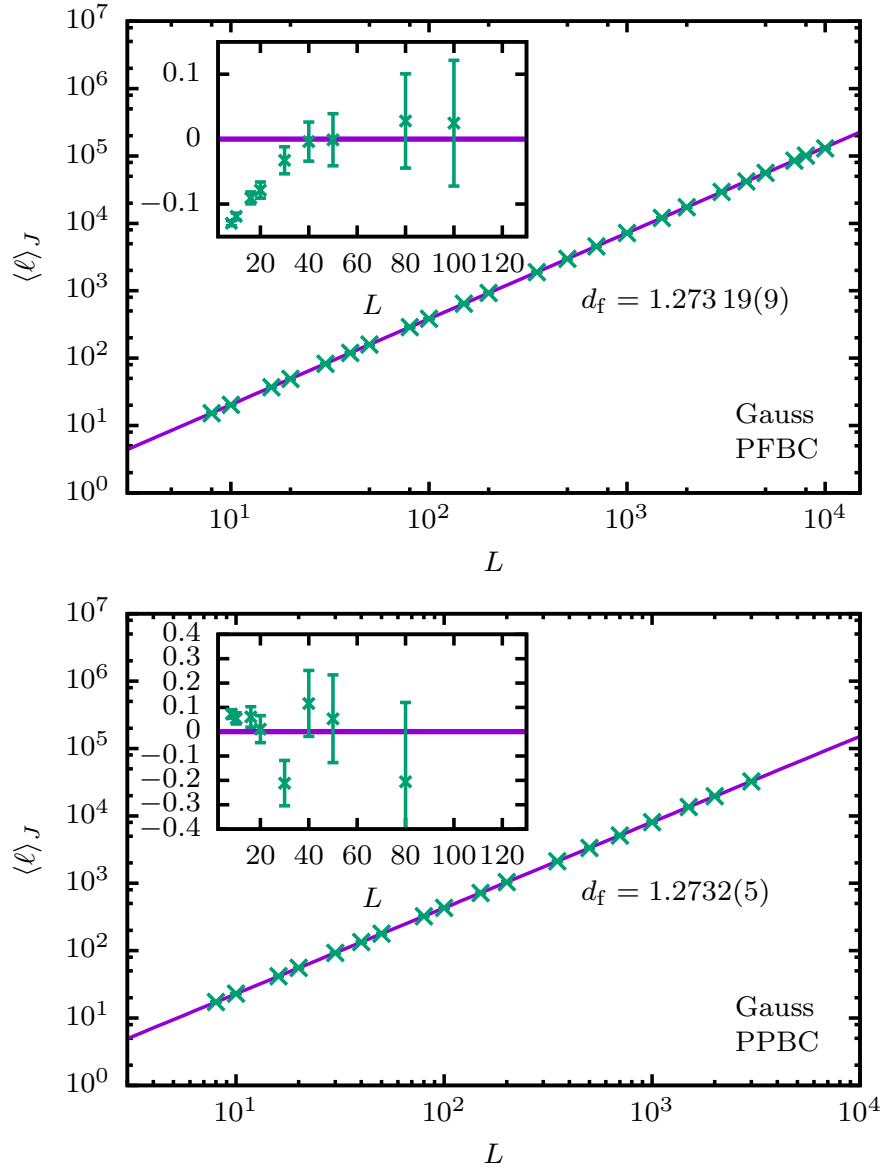 10^7
10^6
10^5
10^4
10^3
10^2
10^1
10^0
⟨ℓ⟩_J
0.1
0
−0.1
20 40 60 80 100 120
L
d_f = 1.273 19(9)
Gauss
PFBC
10^1 10^2 10^3 10^4
L
10^7
10^6
10^5
10^4
10^3
10^2
10^1
10^0
⟨ℓ⟩_J
0.4
0.3
0.2
0.1
0
−0.1
−0.2
−0.3
−0.4
20 40 60 80 100 120
L
d_f = 1.2732(5)
Gauss
PPBC
10^1 10^2 10^3 10^4
L